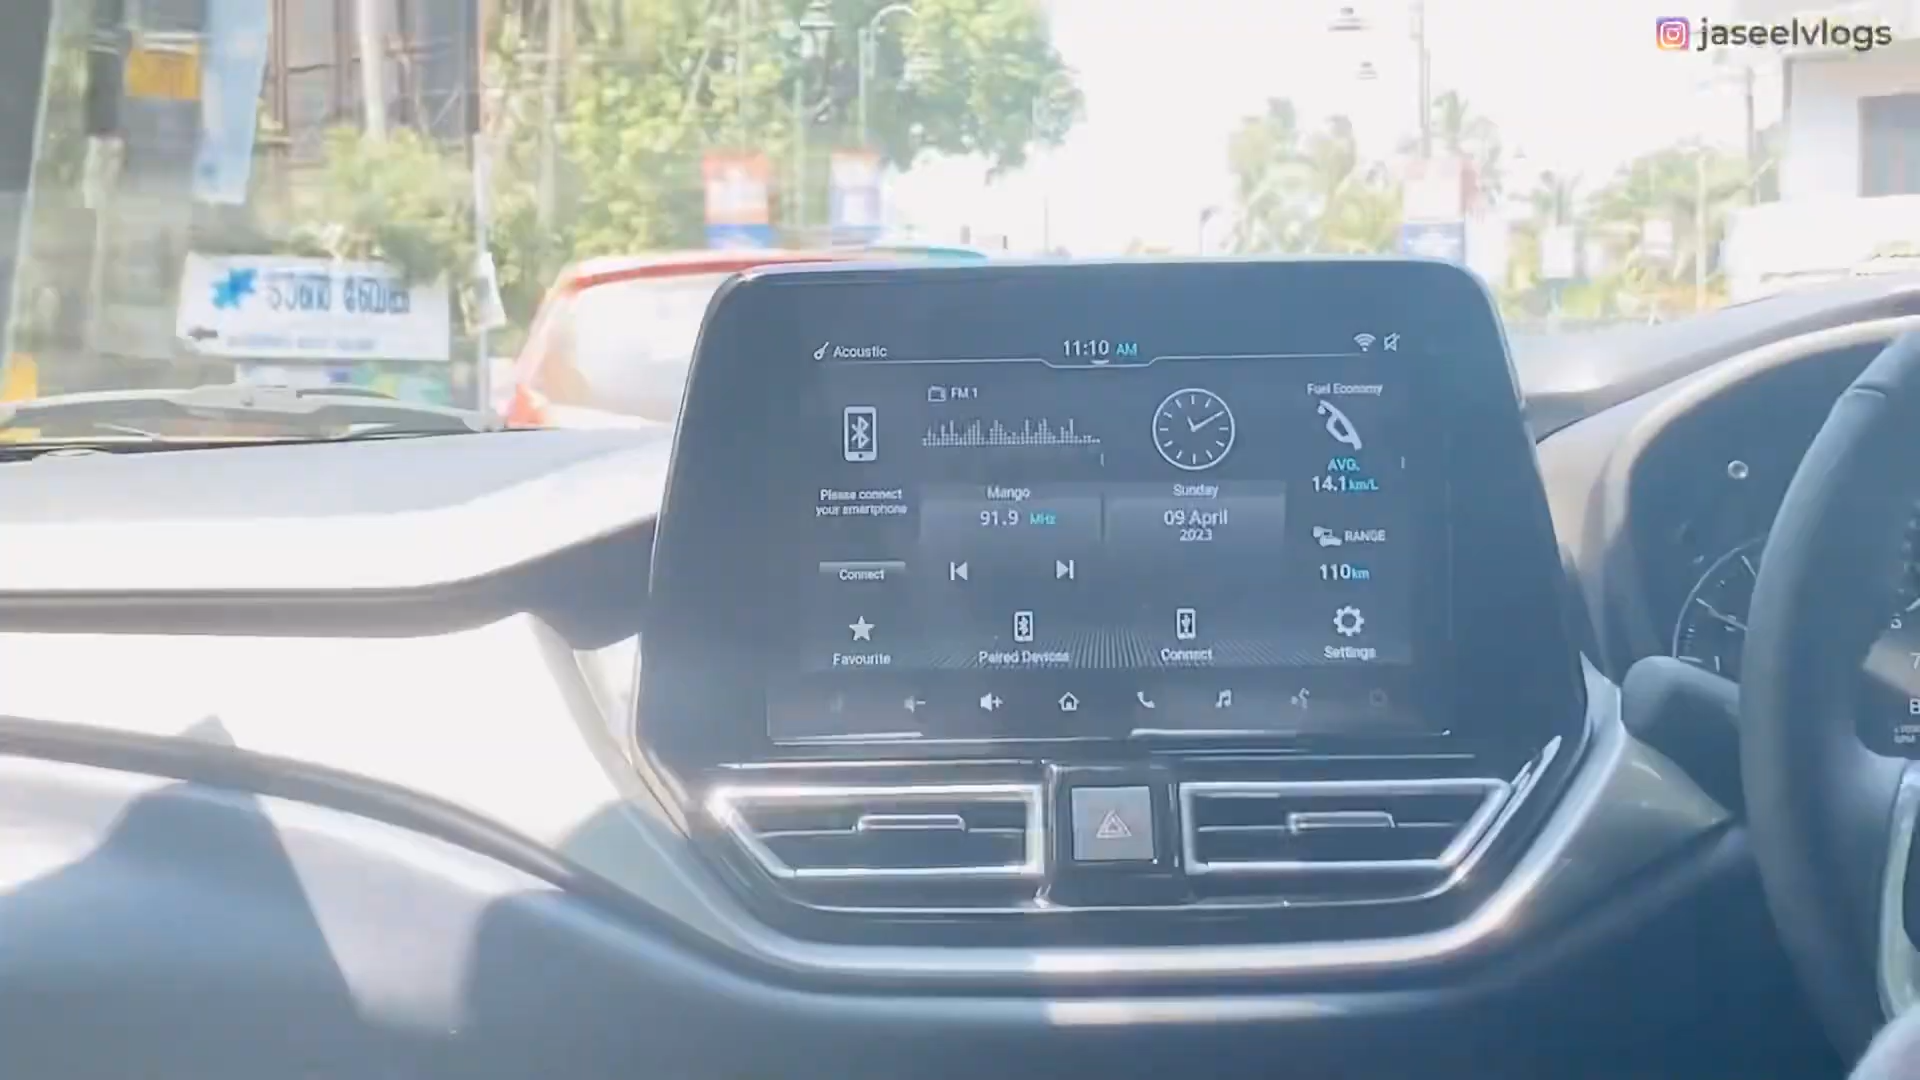 jaseelvlogs
Acoustic
11:10 AM
FM 1
Fuel Economy
AVG.
14.1 km/L
Please connect
your smartphone
Mango
91.9 MHz
Sunday
09 April
2023
RANGE
110 km
Connect
Favourite
Paired Devices
Connect
Settings